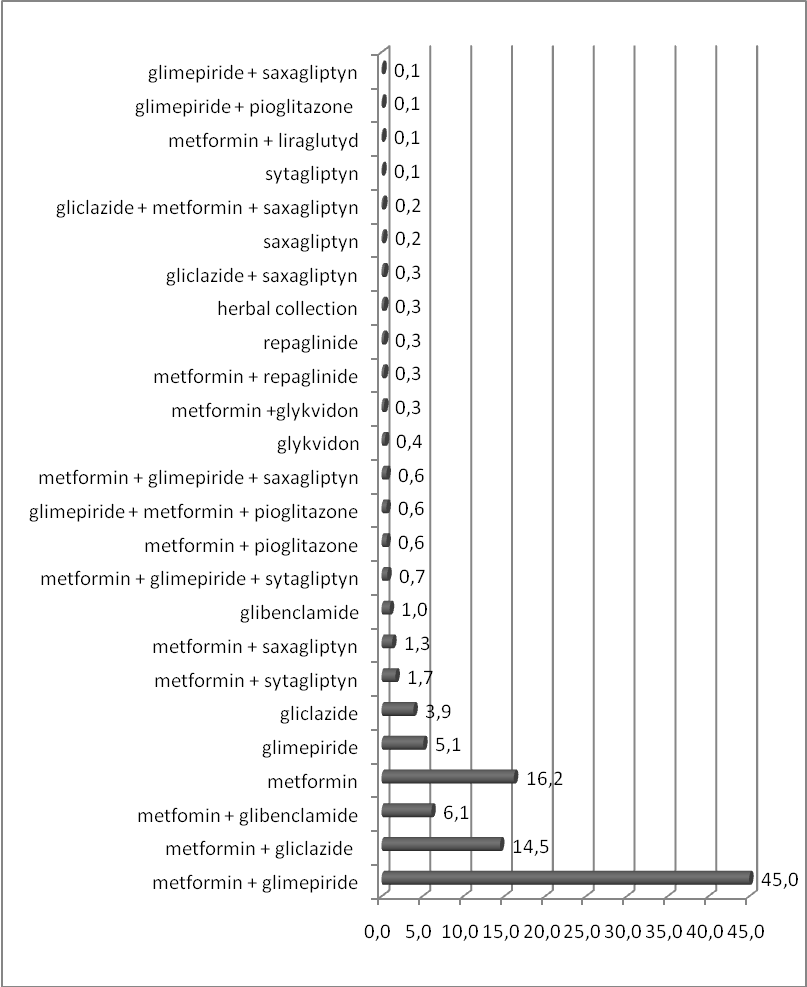 glimepiride + saxagliptyn 0,1
glimepiride + pioglitazone 0,1
metformin + liraglutyd 0,1
sytagliptyn 0,1
gliclazide + metformin + saxagliptyn 0,2
saxagliptyn 0,2
gliclazide + saxagliptyn 0,3
herbal collection 0,3
repaglinide 0,3
metformin + repaglinide 0,3
metformin +glykvidon 0,3
glykvidon 0,4
metformin + glimepiride + saxagliptyn 0,6
glimepiride + metformin + pioglitazone 0,6
metformin + pioglitazone 0,6
metformin + glimepiride + sytagliptyn 0,7
glibenclamide 1,0
metformin + saxagliptyn 1,3
metformin + sytagliptyn 1,7
gliclazide 3,9
glimepiride 5,1
metformin 16,2
metfomin + glibenclamide 6,1
metformin + gliclazide 14,5
metformin + glimepiride 45,0
0,0 5,0 10,0 15,0 20,0 25,0 30,0 35,0 40,0 45,0